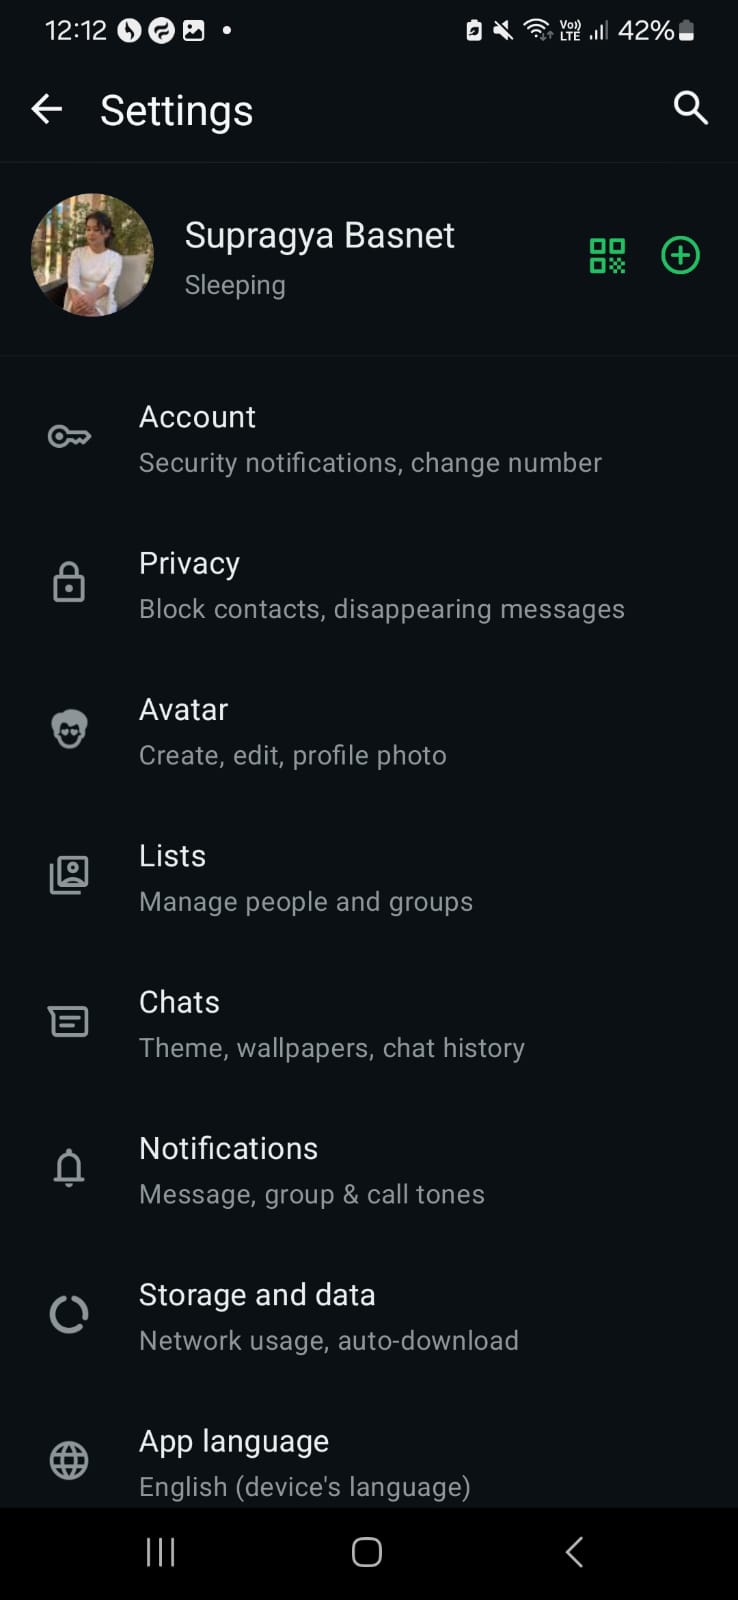 12:12 Vo)) LTE 42%
Settings
Supragya Basnet
Sleeping
Account
Security notifications, change number
Privacy
Block contacts, disappearing messages
Avatar
Create, edit, profile photo
Lists
Manage people and groups
Chats
Theme, wallpapers, chat history
Notifications
Message, group & call tones
Storage and data
Network usage, auto-download
App language
English (device's language)